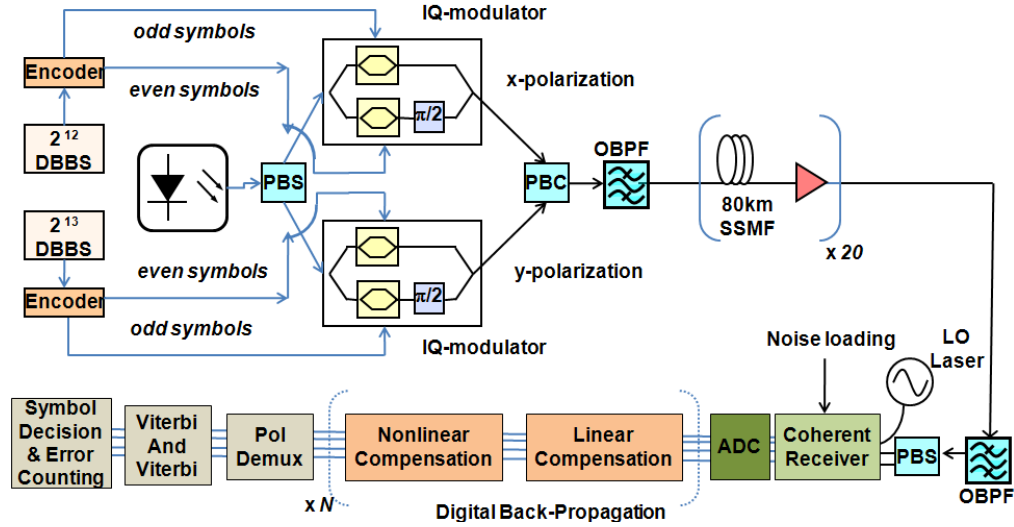 IQ-modulator
odd symbols
Encoder
even symbols
π/2
x-polarization
2 12
DBBS
PBS
OBPF
PBC
80km
SSMF
x 20
2 13
DBBS
even symbols
Encoder
odd symbols
π/2
y-polarization
IQ-modulator
Noise loading
LO
Laser
Symbol
Decision
& Error
Counting
Viterbi
And
Viterbi
Pol
Demux
Nonlinear
Compensation
Linear
Compensation
ADC
Coherent
Receiver
PBS
OBPF
x N
Digital Back-Propagation